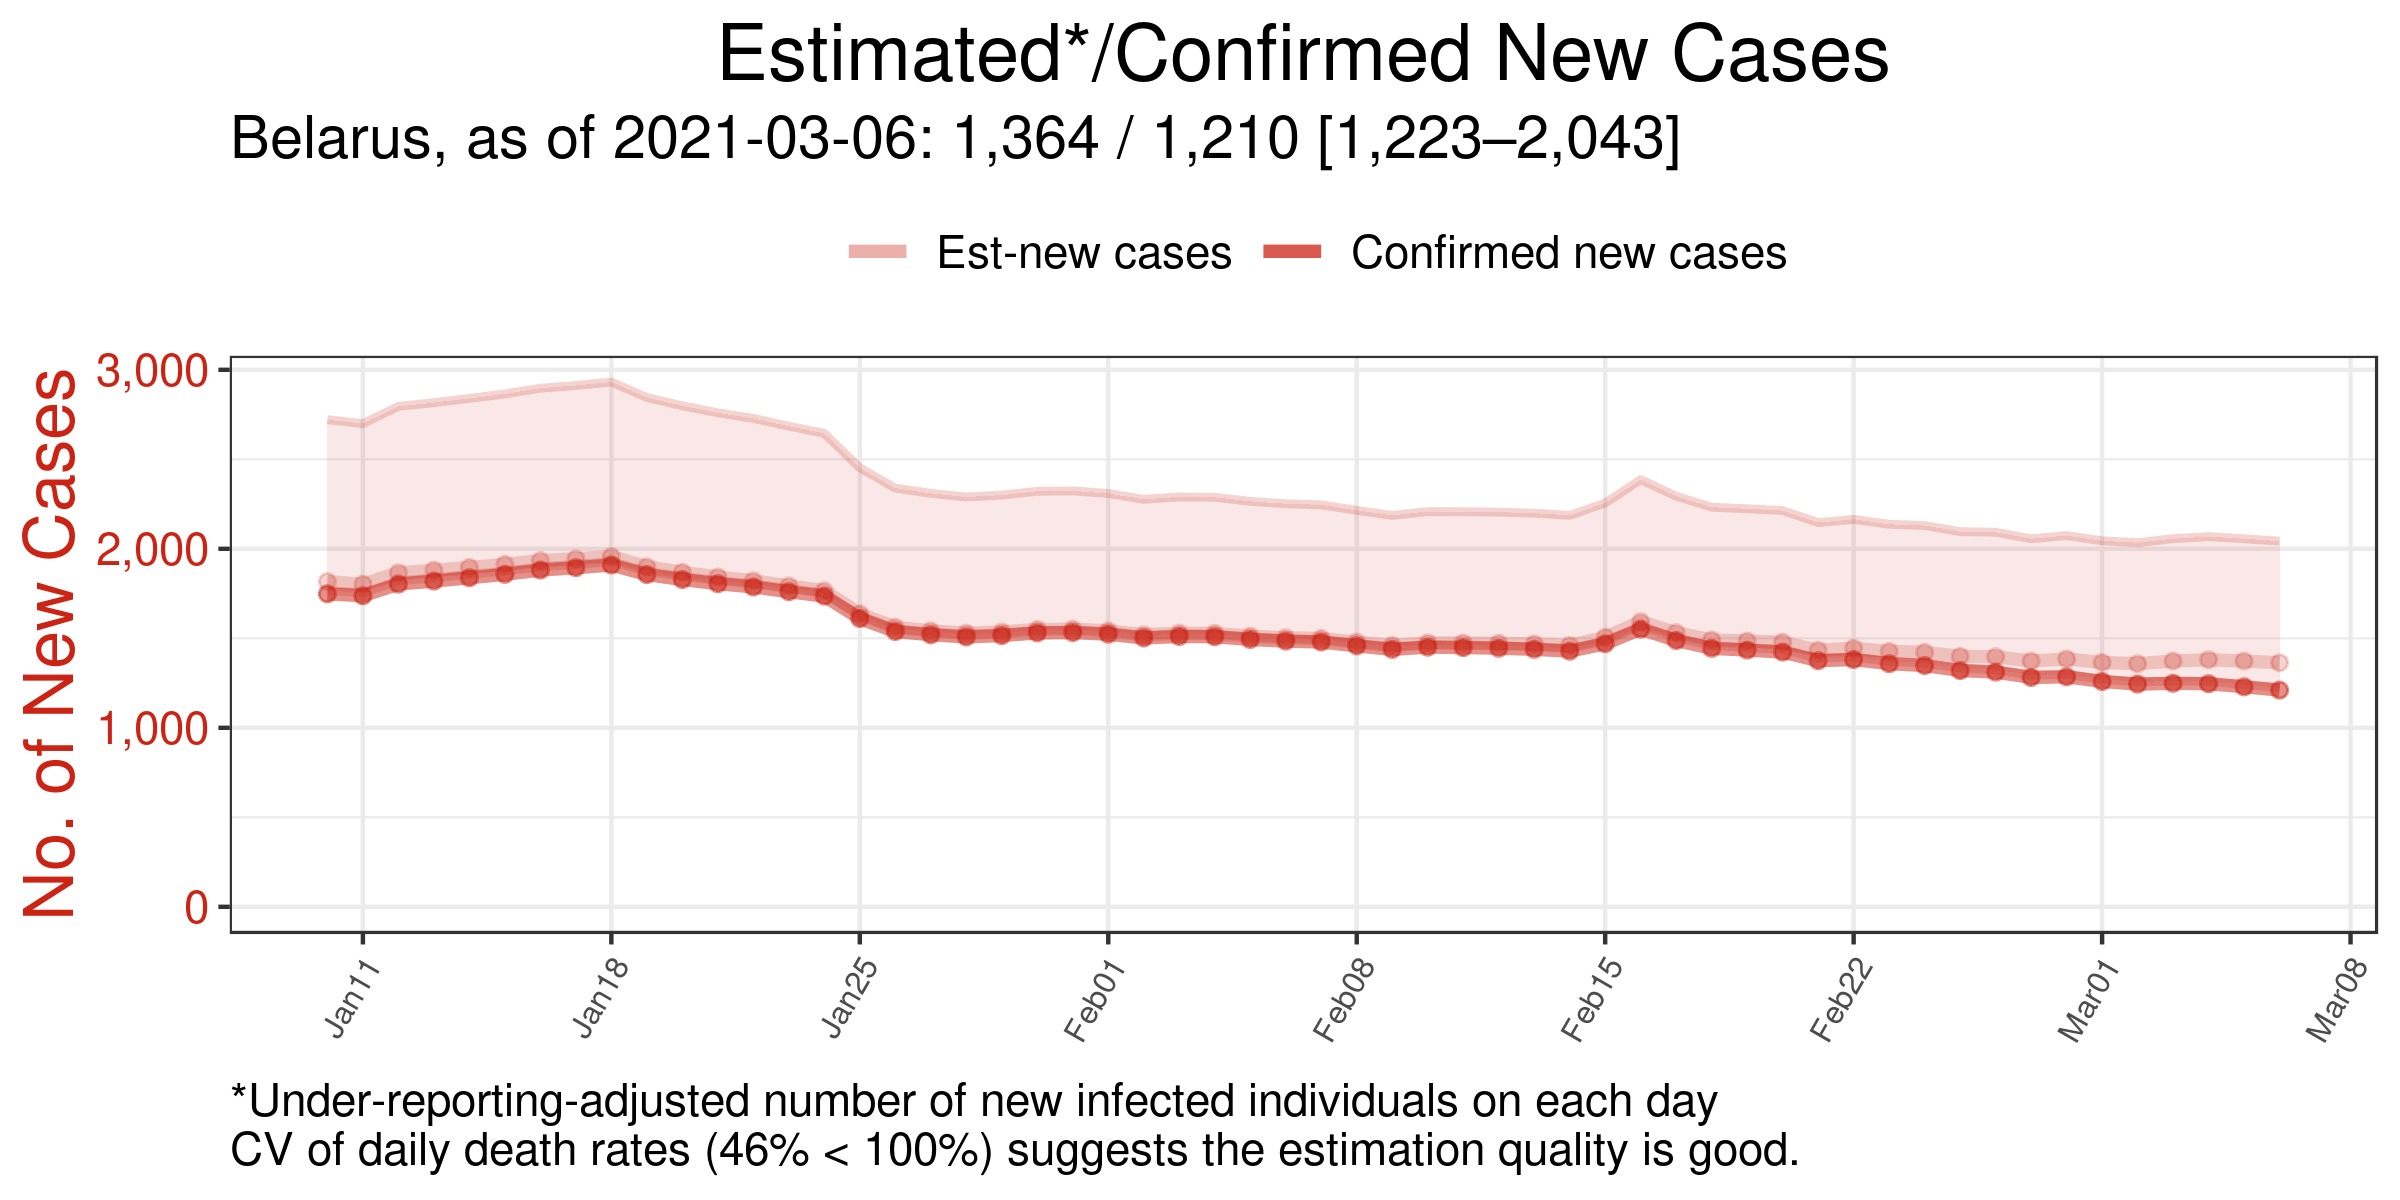 Estimated*/Confirmed New Cases
Belarus, as of 2021-03-06: 1,364 / 1,210 [1,223–2,043]
Est-new cases
Confirmed new cases
No. of New Cases
3,000
2,000
1,000
0
Jan11
Jan18
Jan25
Feb01
Feb08
Feb15
Feb22
Mar01
Mar08
*Under-reporting-adjusted number of new infected individuals on each day
CV of daily death rates (46% < 100%) suggests the estimation quality is good.